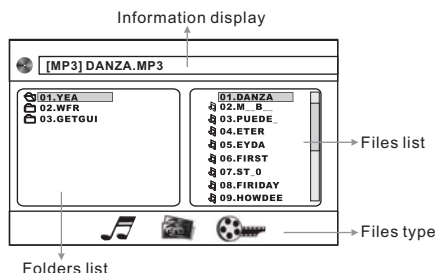 Information display
[MP3] DANZA.MP3
01.YEA
02.WFR
03.GETGUI
01.DANZA
02.M__B__
03.PUEDE_
04.ETER
05.EYDA
06.FIRST
07.ST_0
08.FIRIDAY
09.HOWDEE
Files list
Files type
Folders list